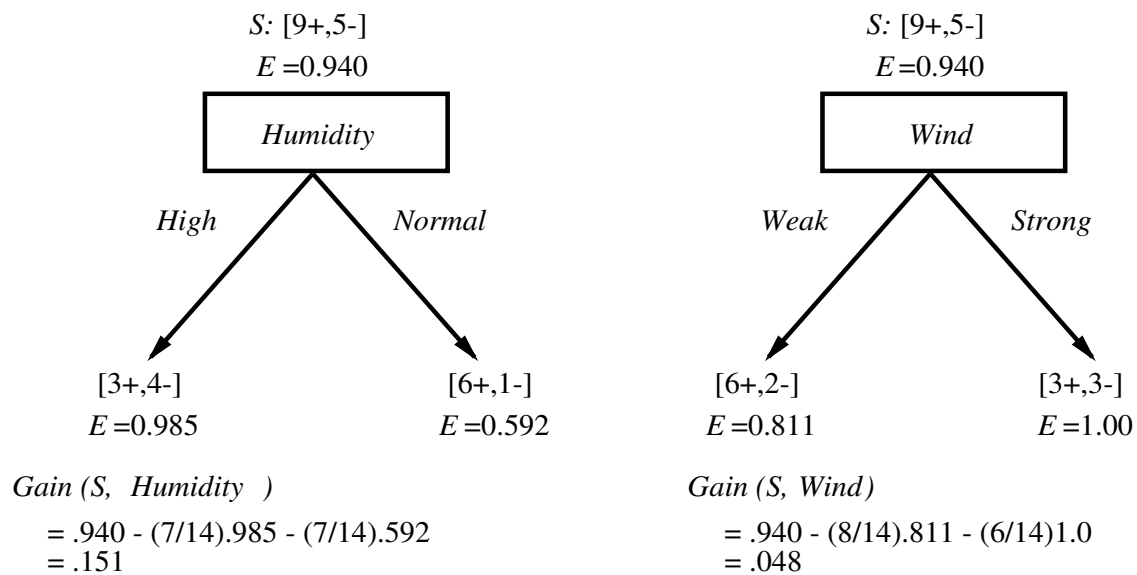 S: [9+,5-]
E =0.940
Humidity
High
Normal
[3+,4-]
E =0.985
[6+,1-]
E =0.592
Gain (S, Humidity )
= .940 - (7/14).985 - (7/14).592
= .151
S: [9+,5-]
E =0.940
Wind
Weak
Strong
[6+,2-]
E =0.811
[3+,3-]
E =1.00
Gain (S, Wind)
= .940 - (8/14).811 - (6/14)1.0
= .048